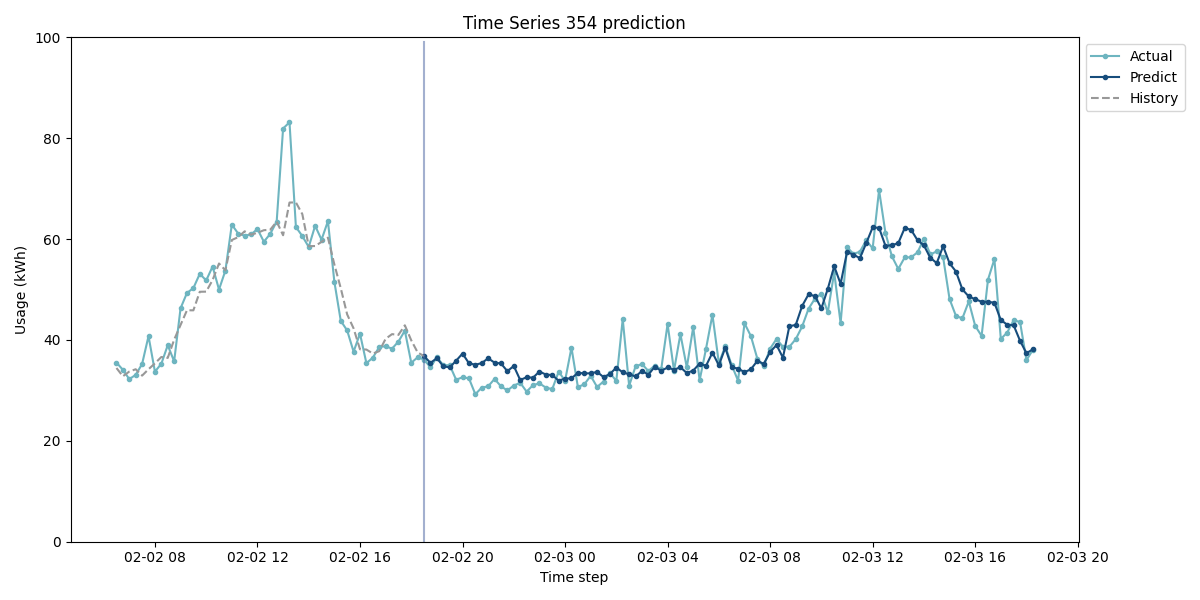 Time Series 354 prediction
100
80
60
40
20
0
Usage (kWh)
02-02 08
02-02 12
02-02 16
02-02 20
02-03 00
02-03 04
02-03 08
02-03 12
02-03 16
02-03 20
Time step
Actual
Predict
History